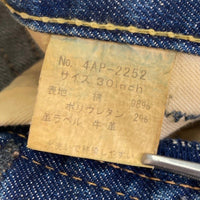 No. 4AP-2252
サイズ 30inch
表地 綿 98%
ポリウレタン 2%
革ラベル 牛革